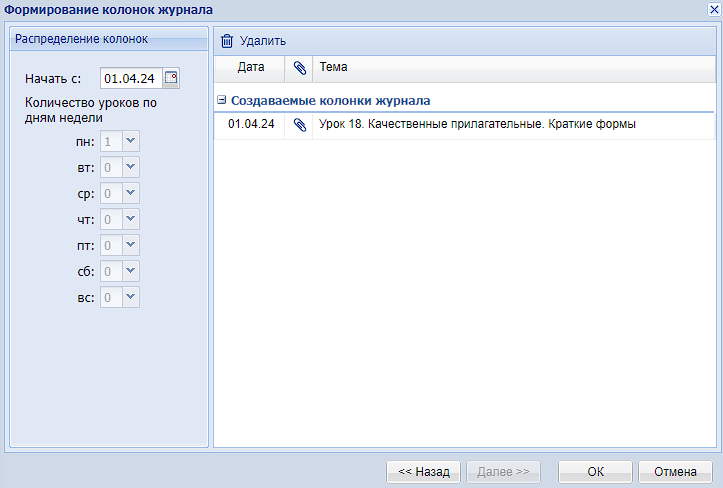 Формирование колонок журнала
Распределение колонок
Начать с: 01.04.24
Количество уроков по
дням недели
пн: 1
вт: 0
ср: 0
чт: 0
пт: 0
сб: 0
вс: 0
Удалить
Дата Тема
Создаваемые колонки журнала
01.04.24 Урок 18. Качественные прилагательные. Краткие формы
<< Назад Далее >> ОК Отмена